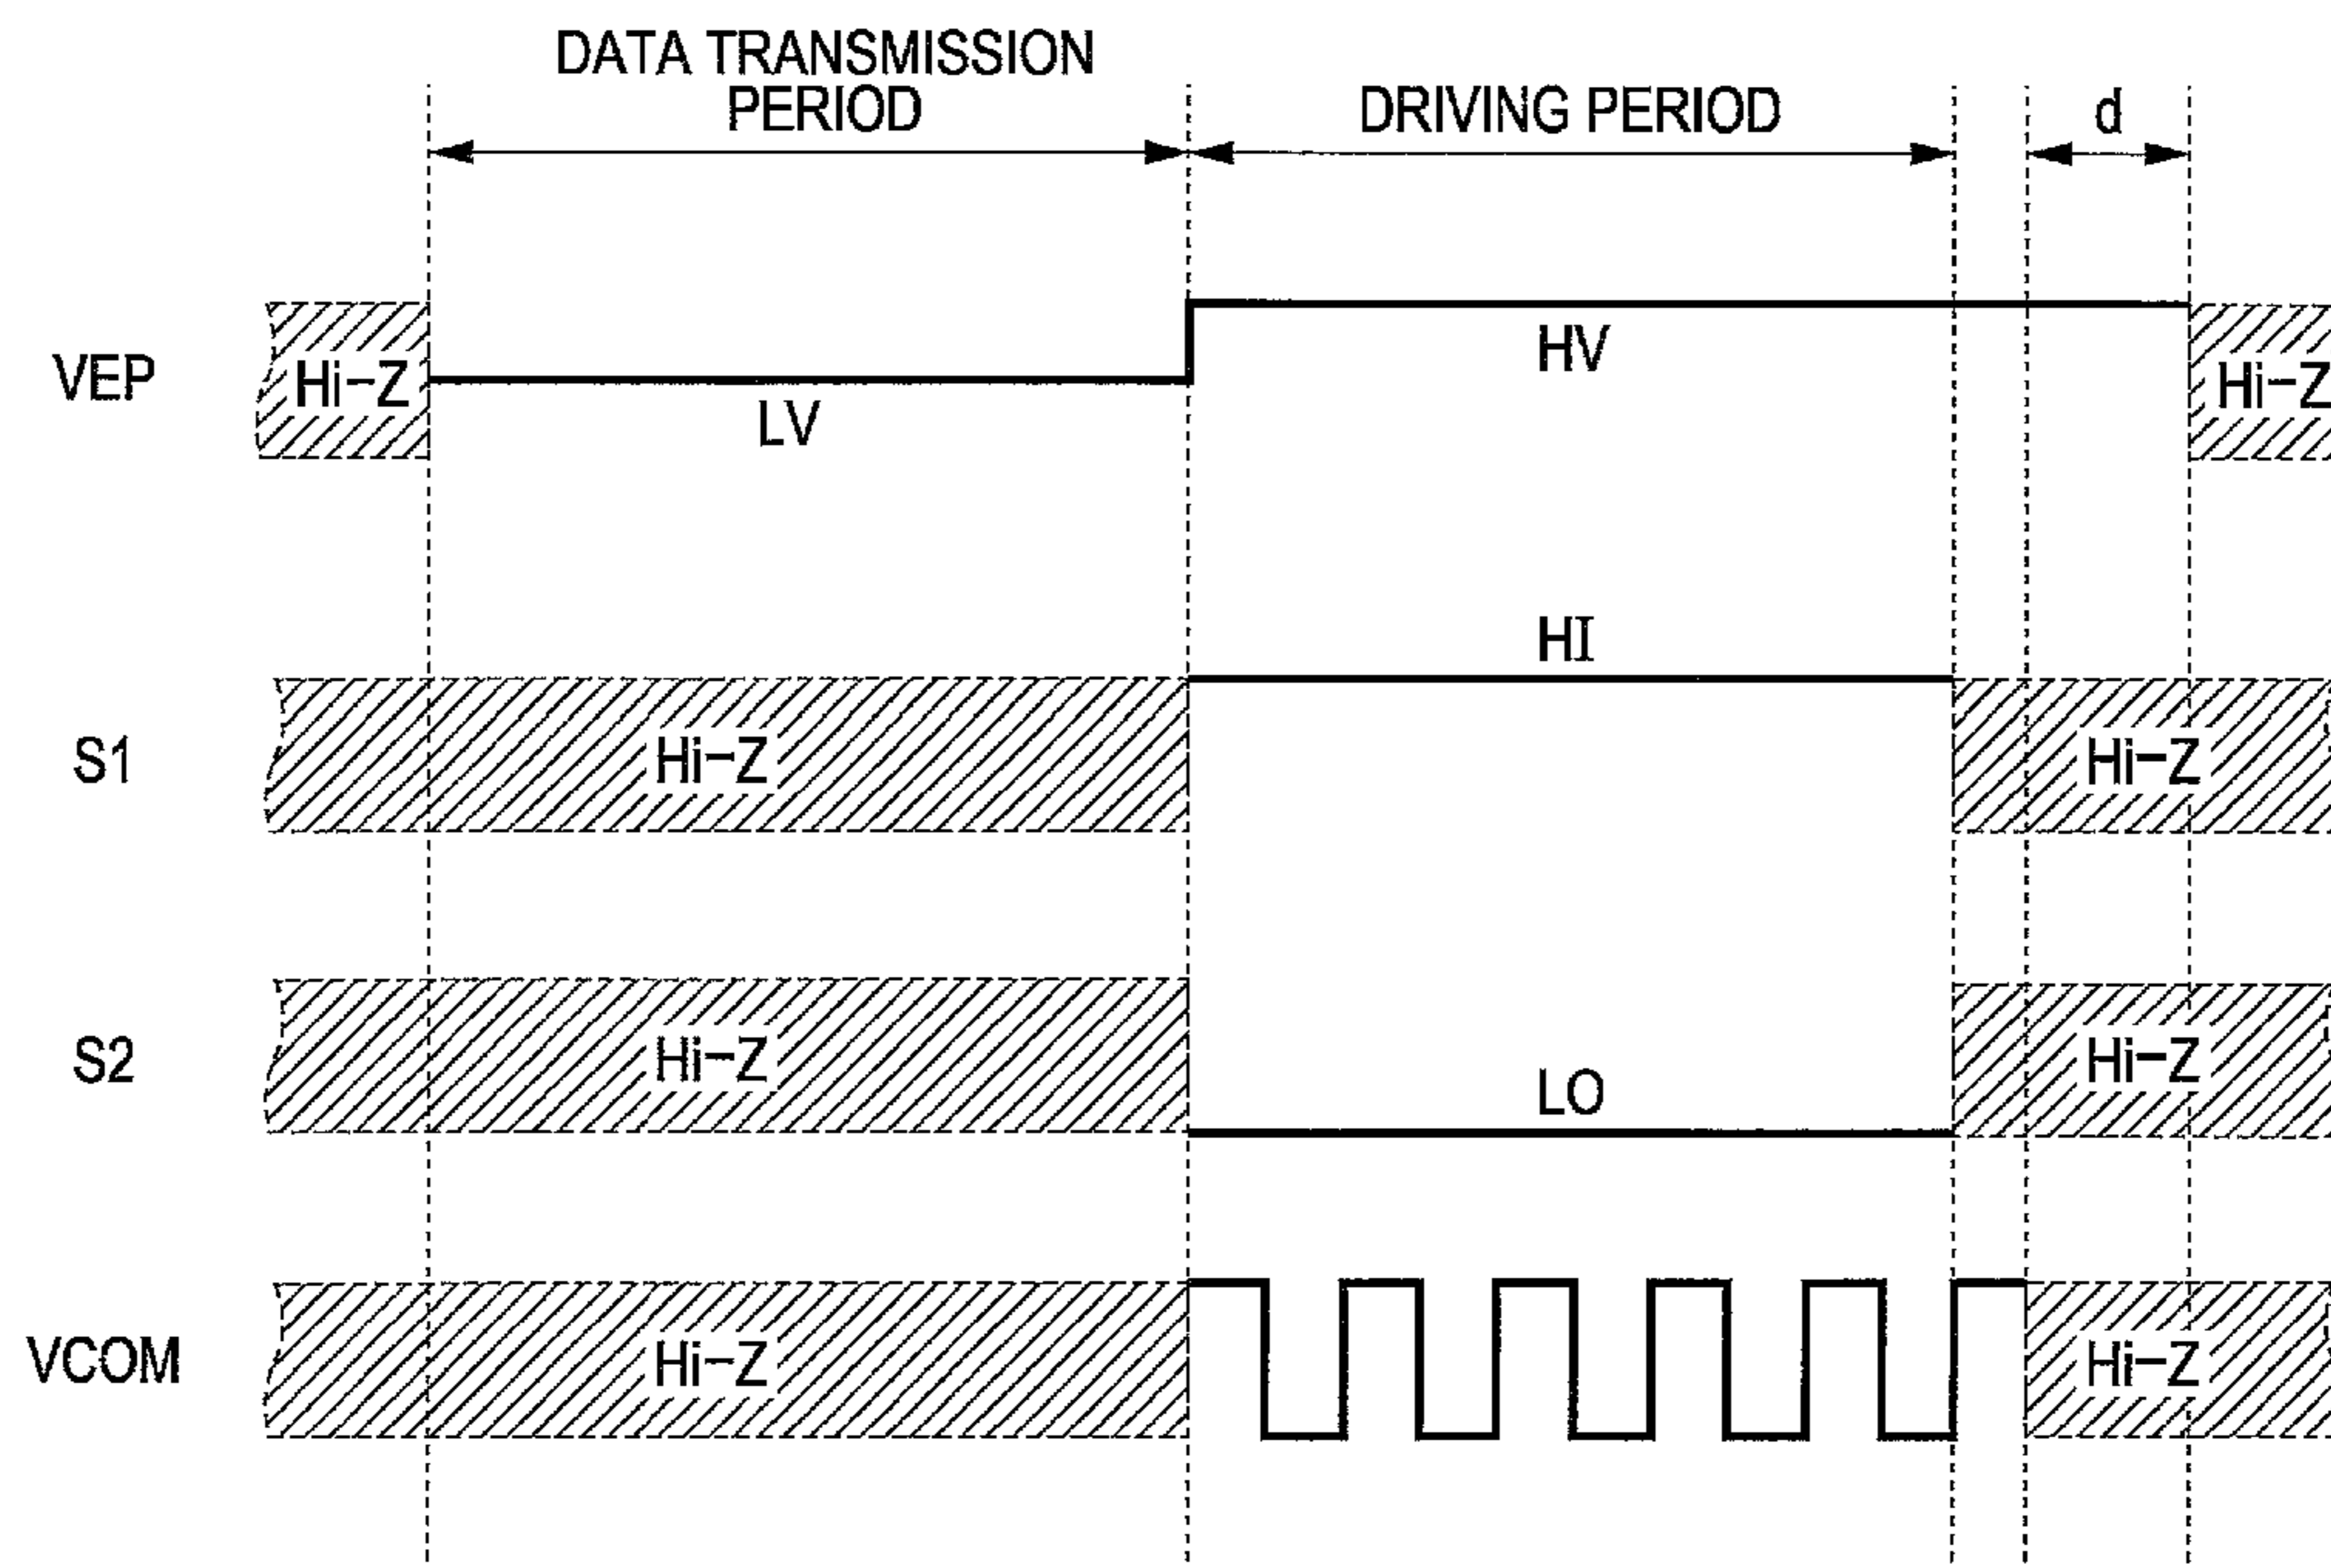 DATA TRANSMISSION
PERIOD
DRIVING PERIOD
d
VEP
Hi-Z
LV
HV
Hi-Z
HI
S1
Hi-Z
Hi-Z
S2
Hi-Z
LO
Hi-Z
VCOM
Hi-Z
Hi-Z